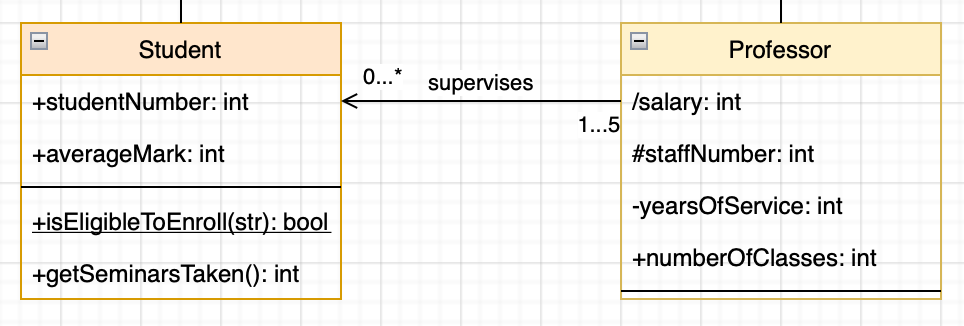 Student
+studentNumber: int
+averageMark: int
+isEligibleToEnroll(str): bool
+getSeminarsTaken(): int
0...*
supervises
1...5
Professor
/salary: int
#staffNumber: int
-yearsOfService: int
+numberOfClasses: int